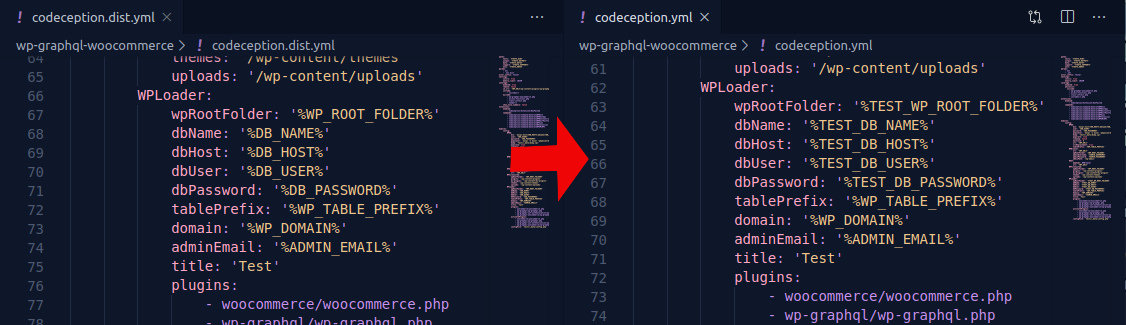 ! codeception.dist.yml × ...
wp-graphql-woocommerce > ! codeception.dist.yml
64 themes: '/wp-content/themes'
65 uploads: '/wp-content/uploads'
66 WPLoader:
67 wpRootFolder: '%WP_ROOT_FOLDER%'
68 dbName: '%DB_NAME%'
69 dbHost: '%DB_HOST%'
70 dbUser: '%DB_USER%'
71 dbPassword: '%DB_PASSWORD%'
72 tablePrefix: '%WP_TABLE_PREFIX%'
73 domain: '%WP_DOMAIN%'
74 adminEmail: '%ADMIN_EMAIL%'
75 title: 'Test'
76 plugins:
77 - woocommerce/woocommerce.php
78 - wp-graphql/wp-graphql.php
! codeception.yml × ...
wp-graphql-woocommerce > ! codeception.yml
61 uploads: '/wp-content/uploads'
62 WPLoader:
63 wpRootFolder: '%TEST_WP_ROOT_FOLDER%'
64 dbName: '%TEST_DB_NAME%'
65 dbHost: '%TEST_DB_HOST%'
66 dbUser: '%TEST_DB_USER%'
67 dbPassword: '%TEST_DB_PASSWORD%'
68 tablePrefix: '%WP_TABLE_PREFIX%'
69 domain: '%WP_DOMAIN%'
70 adminEmail: '%ADMIN_EMAIL%'
71 title: 'Test'
72 plugins:
73 - woocommerce/woocommerce.php
74 - wp-graphql/wp-graphql.php